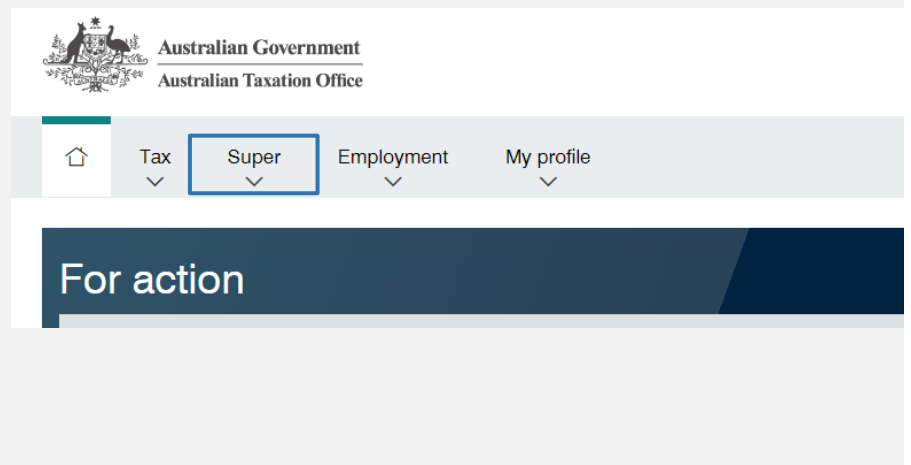 Australian Government
Australian Taxation Office
Tax Super Employment My profile
For action